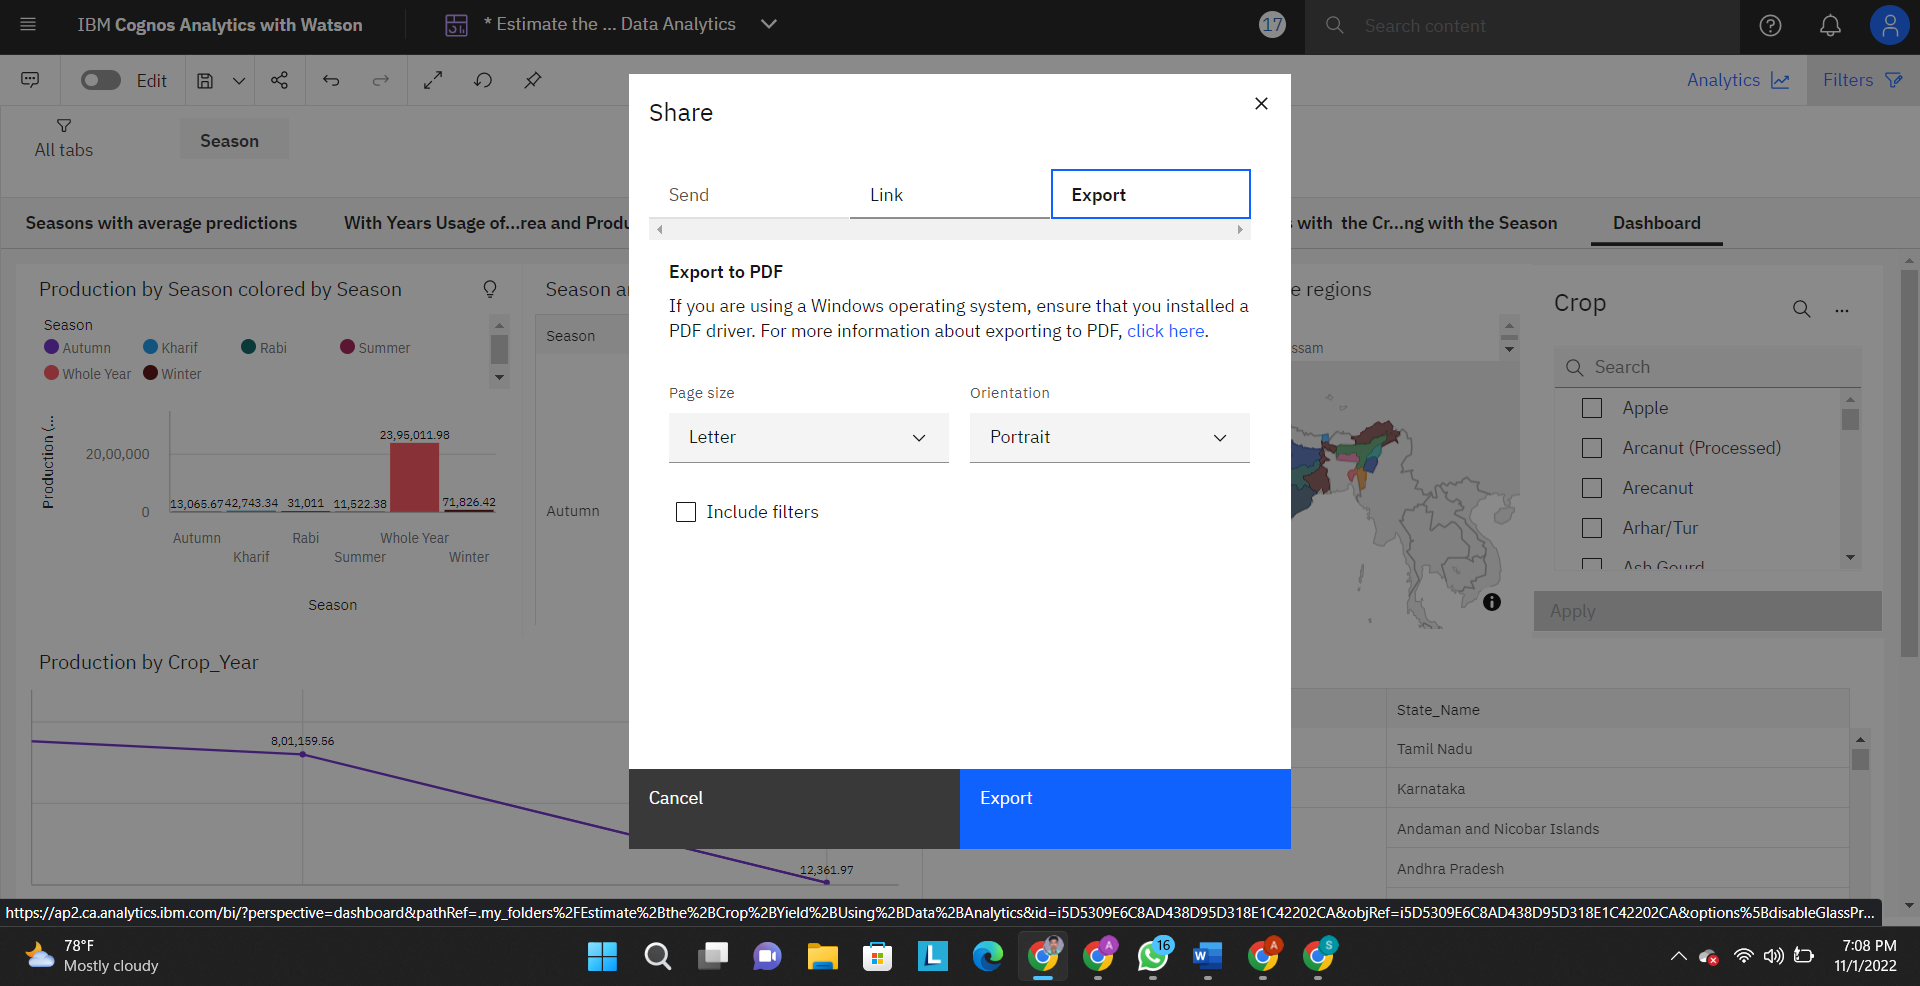 IBM Cognos Analytics with Watson
* Estimate the ... Data Analytics
17
Search content
Edit
Analytics
Filters
All tabs
Season
Seasons with average predictions
With Years Usage of...rea and Produ
with the Cr...ng with the Season
Dashboard
Share
Send
Link
Export
Export to PDF
If you are using a Windows operating system, ensure that you installed a
PDF driver. For more information about exporting to PDF, click here.
Page size
Orientation
Letter
Portrait
Include filters
Cancel
Export
Production by Season colored by Season
Season
Autumn
Kharif
Rabi
Summer
Whole Year
Winter
Production (...
20,00,000
0
23,95,011.98
13,065.67
42,743.34
31,011
11,522.38
71,826.42
Autumn
Kharif
Rabi
Summer
Whole Year
Winter
Season
Season a
Season
Autumn
e regions
ssam
Crop
Search
Apple
Arcanut (Processed)
Arecanut
Arhar/Tur
Ash Gourd
Apply
Production by Crop_Year
8,01,159.56
12,361.97
State_Name
Tamil Nadu
Karnataka
Andaman and Nicobar Islands
Andhra Pradesh
https://ap2.ca.analytics.ibm.com/bi/?perspective=dashboard&pathRef=.my_folders%2FEstimate%2Bthe%2BCrop%2BYield%2BUsing%2BData%2BAnalytics&id=i5D5309E6C8AD438D95D318E1C42202CA&objRef=i5D5309E6C8AD438D95D318E1C42202CA&options%5BdisableGlassPr...
78°F
Mostly cloudy
L
A
16
W
A
S
7:08 PM
11/1/2022